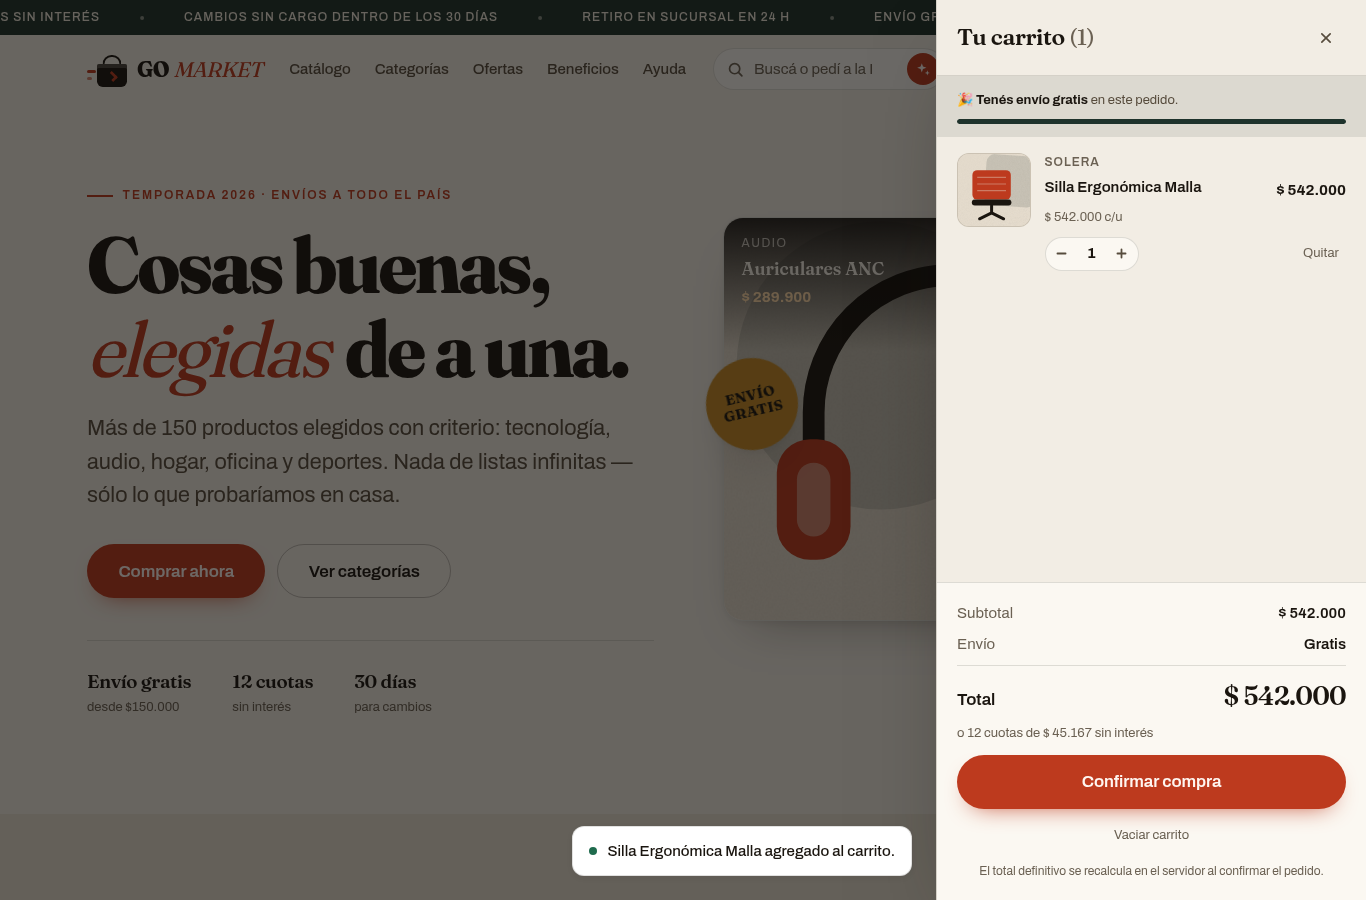 S SIN INTERÉS • CAMBIOS SIN CARGO DENTRO DE LOS 30 DÍAS • RETIRO EN SUCURSAL EN 24 H • ENVÍO GR
GO MARKET Catálogo Categorías Ofertas Beneficios Ayuda Buscá o pedí a la I
TEMPORADA 2026 · ENVÍOS A TODO EL PAÍS
Cosas buenas,
elegidas de a una.
Más de 150 productos elegidos con criterio: tecnología,
audio, hogar, oficina y deportes. Nada de listas infinitas —
sólo lo que probaríamos en casa.
Comprar ahora Ver categorías
Envío gratis 12 cuotas 30 días
desde $150.000 sin interés para cambios
AUDIO
Auriculares ANC
$ 289.900
ENVÍO
GRATIS
Silla Ergonómica Malla agregado al carrito.
Tu carrito (1)
🎉 Tenés envío gratis en este pedido.
SOLERA
Silla Ergonómica Malla $ 542.000
$ 542.000 c/u
− 1 + Quitar
Subtotal $ 542.000
Envío Gratis
Total $ 542.000
o 12 cuotas de $ 45.167 sin interés
Confirmar compra
Vaciar carrito
El total definitivo se recalcula en el servidor al confirmar el pedido.